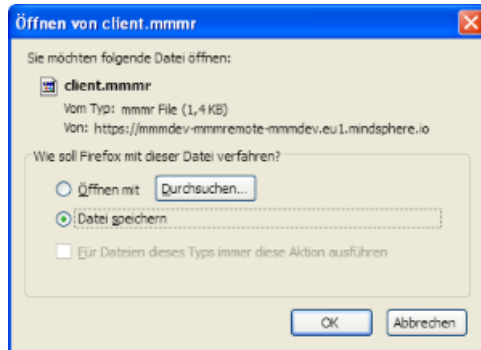 Öffnen von client.mmmr
Sie möchten folgende Datei öffnen:
client.mmmr
Vom Typ: mmmr File (1,4 KB)
Von: https://mmmdev-mmmremote-mmmdev.eu1.mindsphere.io
Wie soll Firefox mit dieser Datei verfahren?
Öffnen mit Durchsuchen...
Datei speichern
Für Dateien dieses Typs immer diese Aktion ausführen
OK Abbrechen